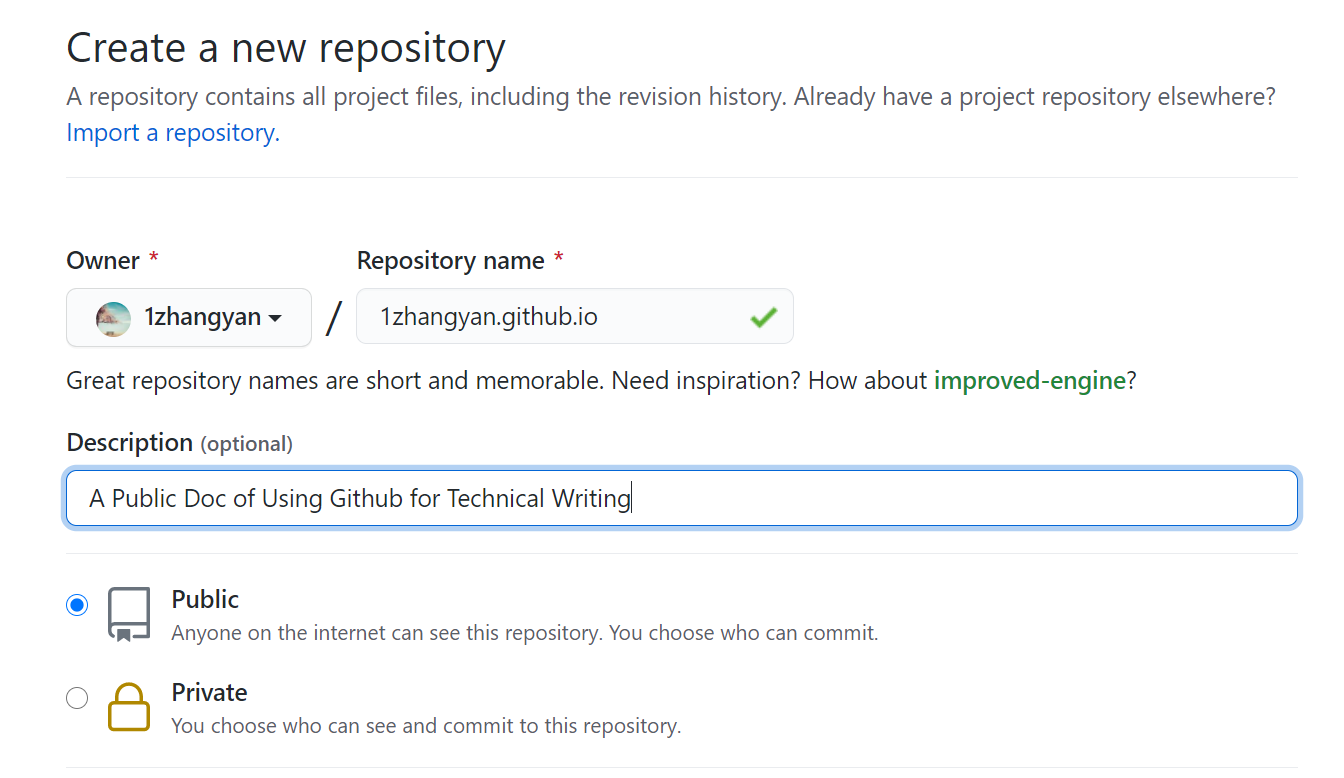 Create a new repository
A repository contains all project files, including the revision history. Already have a project repository elsewhere?
Import a repository.
Owner * Repository name *
1zhangyan / 1zhangyan.github.io
Great repository names are short and memorable. Need inspiration? How about improved-engine?
Description (optional)
A Public Doc of Using Github for Technical Writing
Public
Anyone on the internet can see this repository. You choose who can commit.
Private
You choose who can see and commit to this repository.